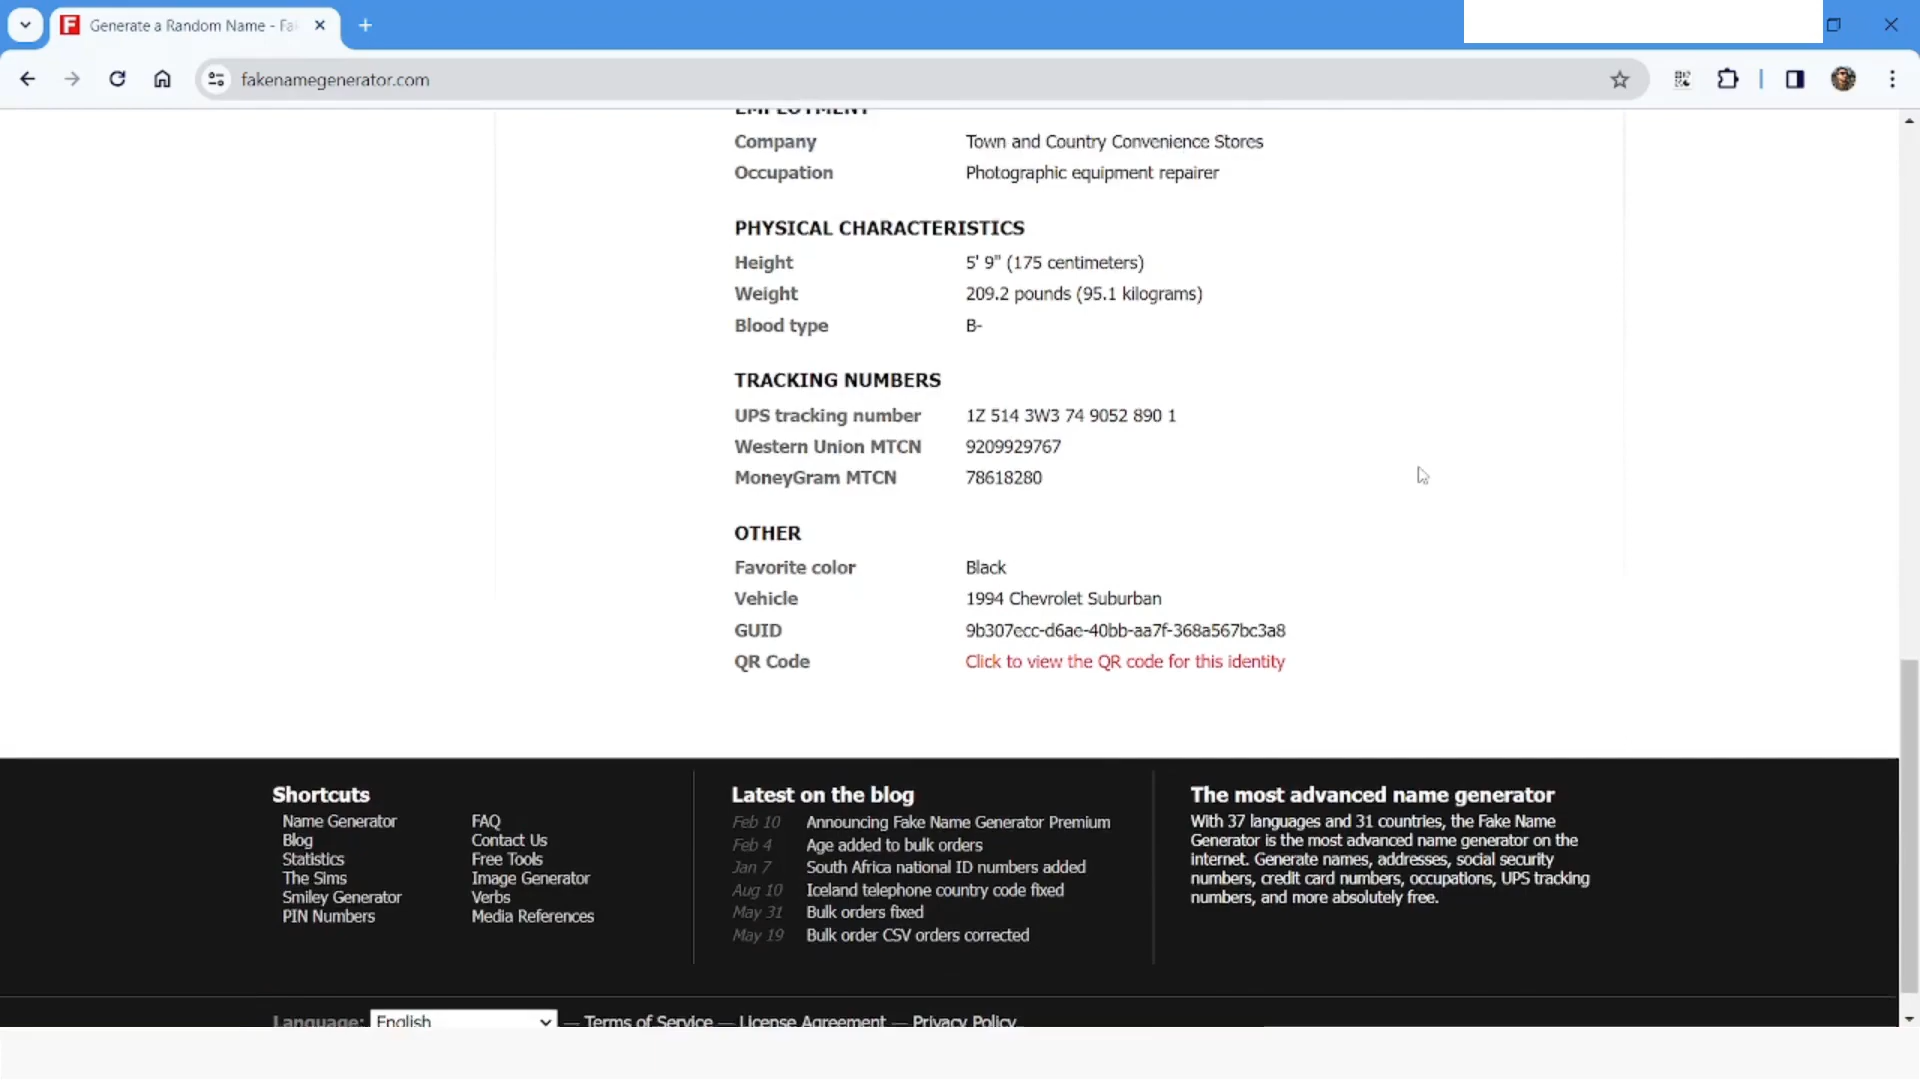 Generate a Random Name - Fa
fakenamegenerator.com
EMPLOYMENT
Company Town and Country Convenience Stores
Occupation Photographic equipment repairer
PHYSICAL CHARACTERISTICS
Height 5' 9" (175 centimeters)
Weight 209.2 pounds (95.1 kilograms)
Blood type B-
TRACKING NUMBERS
UPS tracking number 1Z 514 3W3 74 9052 890 1
Western Union MTCN 9209929767
MoneyGram MTCN 78618280
OTHER
Favorite color Black
Vehicle 1994 Chevrolet Suburban
GUID 9b307ecc-d6ae-40bb-aa7f-368a567bc3a8
QR Code Click to view the QR code for this identity
Shortcuts
Name Generator
Blog
Statistics
The Sims
Smiley Generator
PIN Numbers
FAQ
Contact Us
Free Tools
Image Generator
Verbs
Media References
Latest on the blog
Feb 10 Announcing Fake Name Generator Premium
Feb 4 Age added to bulk orders
Jan 7 South Africa national ID numbers added
Aug 10 Iceland telephone country code fixed
May 31 Bulk orders fixed
May 19 Bulk order CSV orders corrected
The most advanced name generator
With 37 languages and 31 countries, the Fake Name
Generator is the most advanced name generator on the
internet. Generate names, addresses, social security
numbers, credit card numbers, occupations, UPS tracking
numbers, and more absolutely free.
Language: English — Terms of Service — License Agreement — Privacy Policy